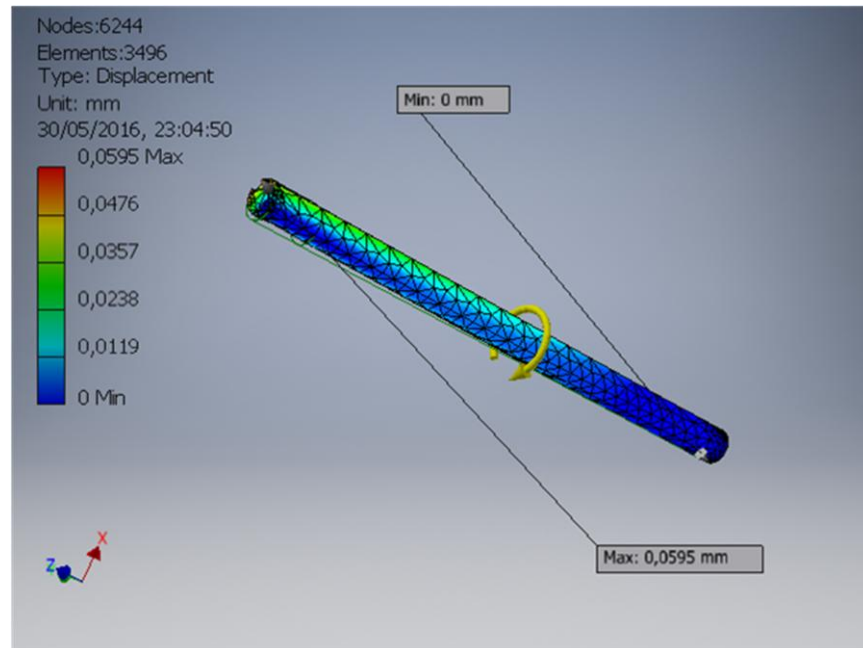 Nodes:6244
Elements:3496
Type: Displacement
Unit: mm
30/05/2016, 23:04:50
0,0595 Max
0,0476
0,0357
0,0238
0,0119
0 Min
Min: 0 mm
Max: 0,0595 mm
X
Z